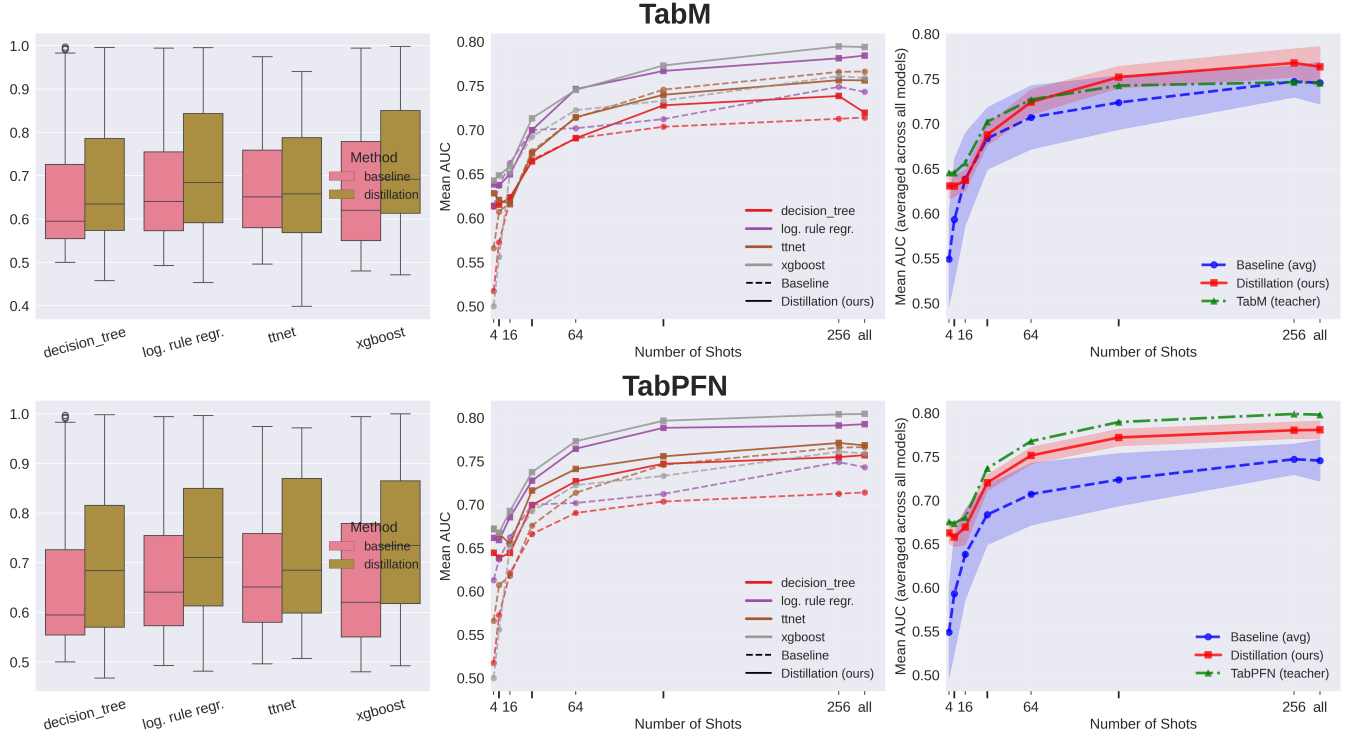 TabM
1.0
0.9
0.8
0.7
0.6
0.5
0.4
Method
baseline
distillation
decision_tree
log. rule regr.
ttnet
xgboost
Mean AUC
0.80
0.75
0.70
0.65
0.60
0.55
0.50
decision_tree
log. rule regr.
ttnet
xgboost
Baseline
Distillation (ours)
4 16 64 256 all
Number of Shots
Mean AUC (averaged across all models)
0.80
0.75
0.70
0.65
0.60
0.55
0.50
Baseline (avg)
Distillation (ours)
TabM (teacher)
4 16 64 256 all
Number of Shots
TabPFN
1.0
0.9
0.8
0.7
0.6
0.5
Method
baseline
distillation
decision_tree
log. rule regr.
ttnet
xgboost
Mean AUC
0.80
0.75
0.70
0.65
0.60
0.55
0.50
decision_tree
log. rule regr.
ttnet
xgboost
Baseline
Distillation (ours)
4 16 64 256 all
Number of Shots
Mean AUC (averaged across all models)
0.80
0.75
0.70
0.65
0.60
0.55
0.50
Baseline (avg)
Distillation (ours)
TabPFN (teacher)
4 16 64 256 all
Number of Shots